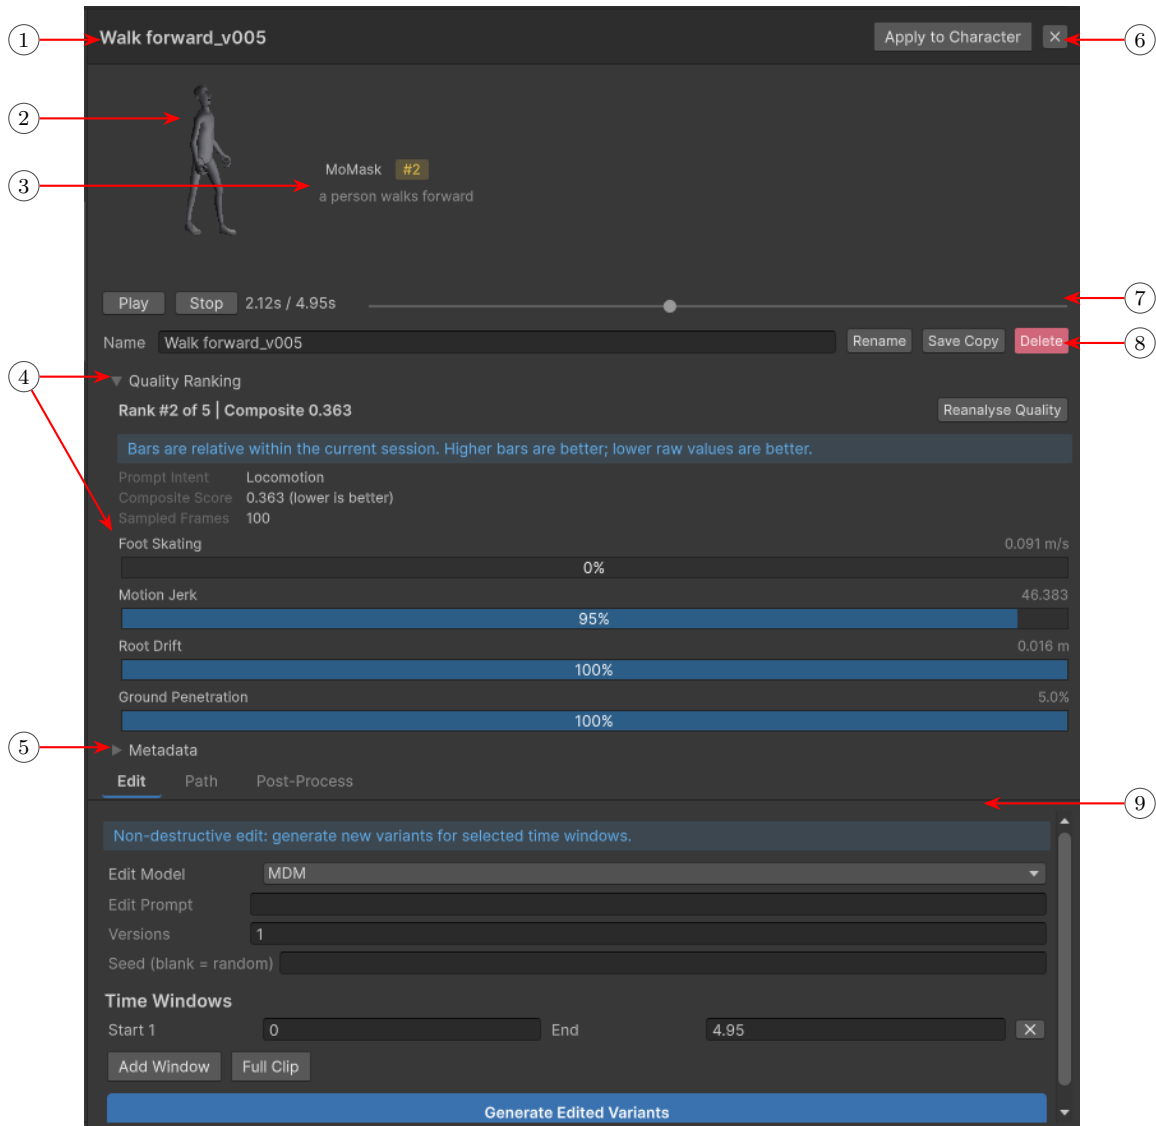 1 Walk forward_v005 Apply to Character × 6
2
MoMask #2
3 a person walks forward
Play Stop 2.12s / 4.95s 7
Name Walk forward_v005 Rename Save Copy Delete 8
4 Quality Ranking
Rank #2 of 5 | Composite 0.363 Reanalyse Quality
Bars are relative within the current session. Higher bars are better; lower raw values are better.
Prompt Intent Locomotion
Composite Score 0.363 (lower is better)
Sampled Frames 100
Foot Skating 0.091 m/s
0%
Motion Jerk 46.383
95%
Root Drift 0.016 m
100%
Ground Penetration 5.0%
100%
5 Metadata
Edit Path Post-Process
9
Non-destructive edit: generate new variants for selected time windows.
Edit Model MDM
Edit Prompt
Versions 1
Seed (blank = random)
Time Windows
Start 1 0 End 4.95 ×
Add Window Full Clip
Generate Edited Variants